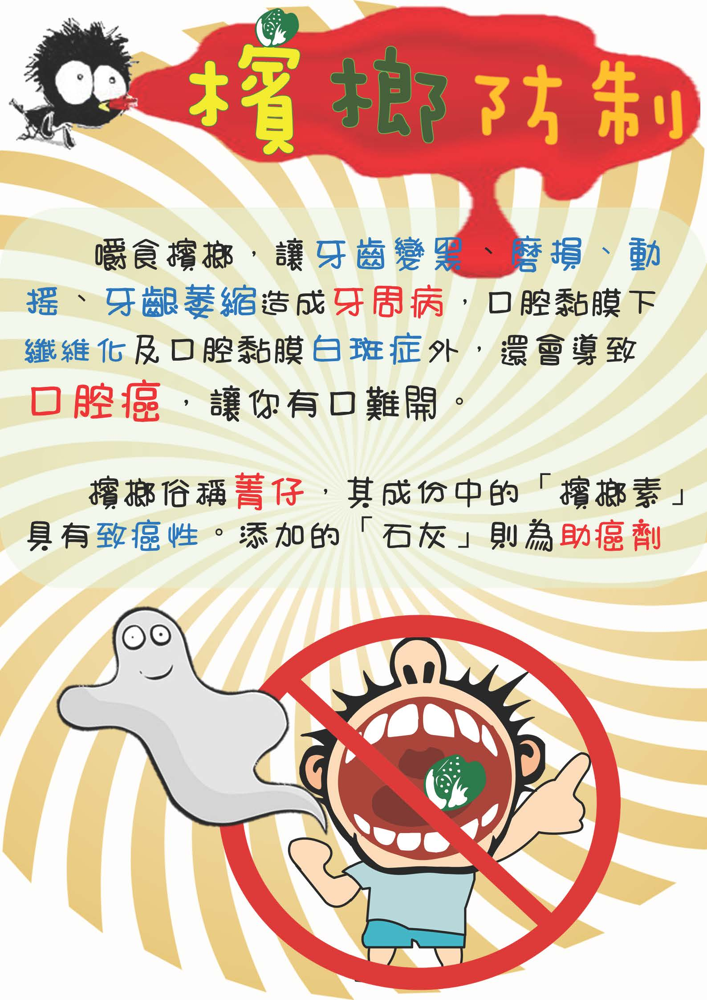 檳榔防制
嚼食檳榔，讓牙齒變黑、磨損、動
搖、牙齦萎縮造成牙周病，口腔黏膜下
纖維化及口腔黏膜白斑症外，還會導致
口腔癌，讓你有口難開。
檳榔俗稱菁仔，其成份中的「檳榔素」
具有致癌性。添加的「石灰」則為助癌劑